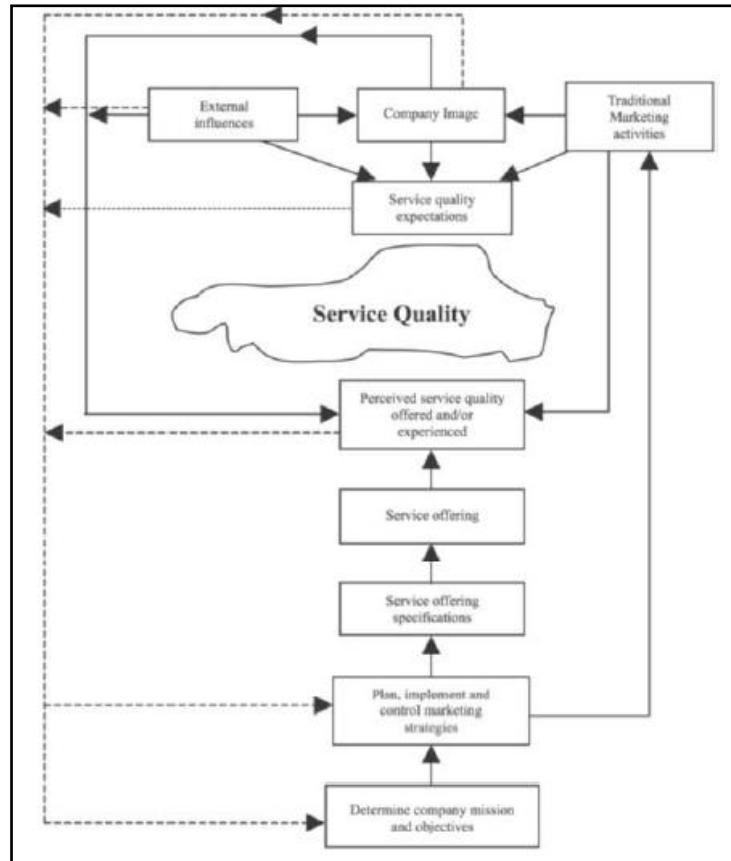 External
influences
Company Image
Traditional
Marketing
activities
Service quality
expectations
Service Quality
Perceived service quality
offered and/or
experienced
Service offering
Service offering
specifications
Plan, implement and
control marketing
strategies
Determine company mission
and objectives